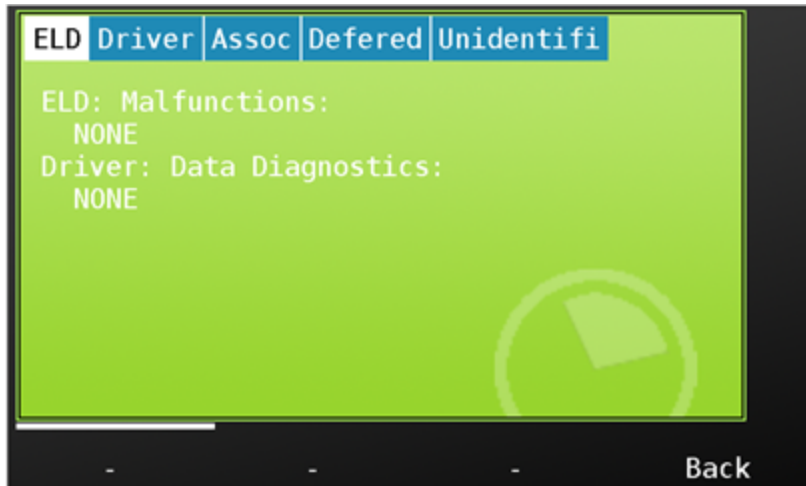 ELD Driver Assoc Defered Unidentifi
ELD: Malfunctions:
NONE
Driver: Data Diagnostics:
NONE
- - - Back